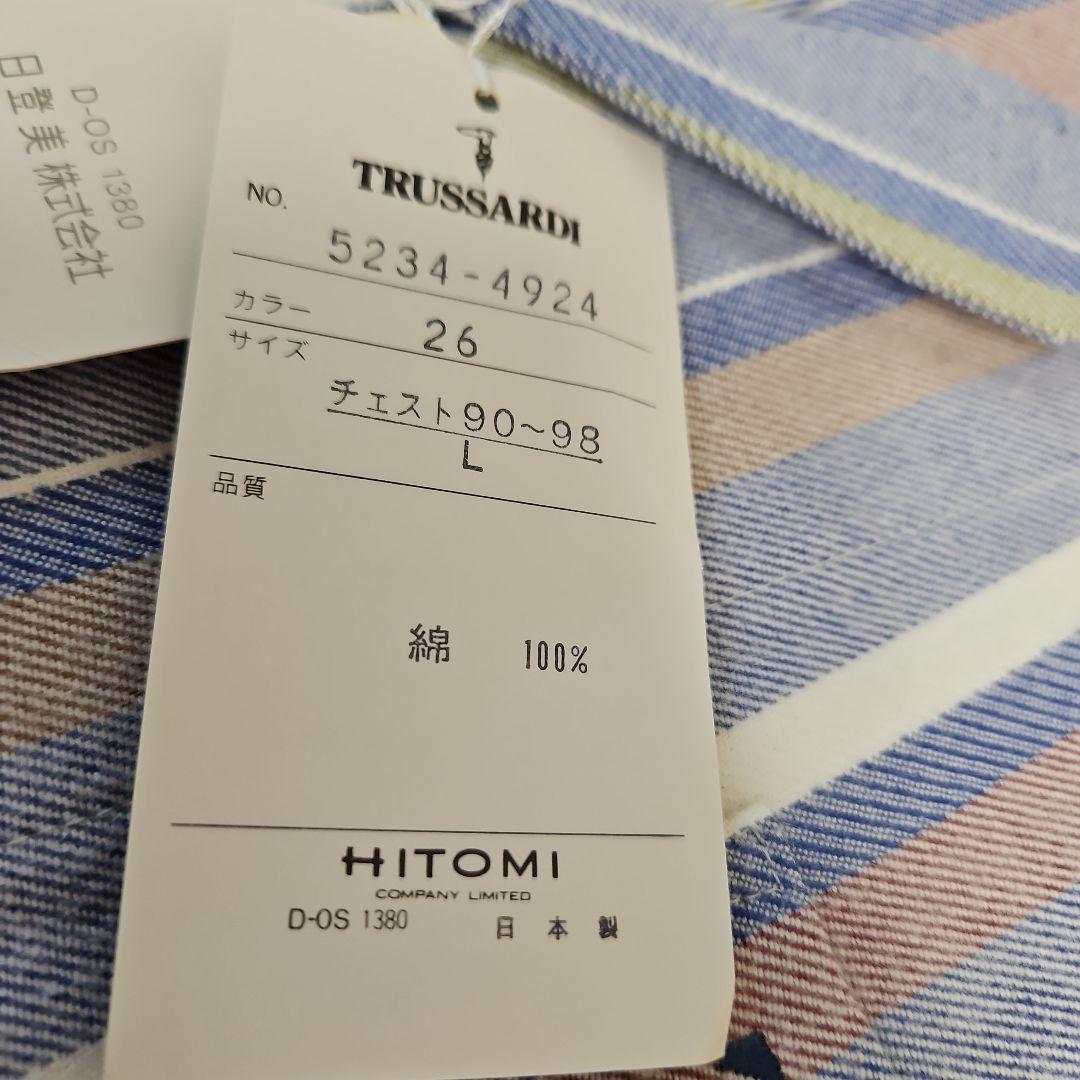 D-OS 1380
日登美株式会社
TRUSSARDI
NO.
5234-4924
カラー 26
サイズ
チェスト90~98
L
品質
綿 100%
HITOMI
COMPANY LIMITED
D-OS 1380 日本製